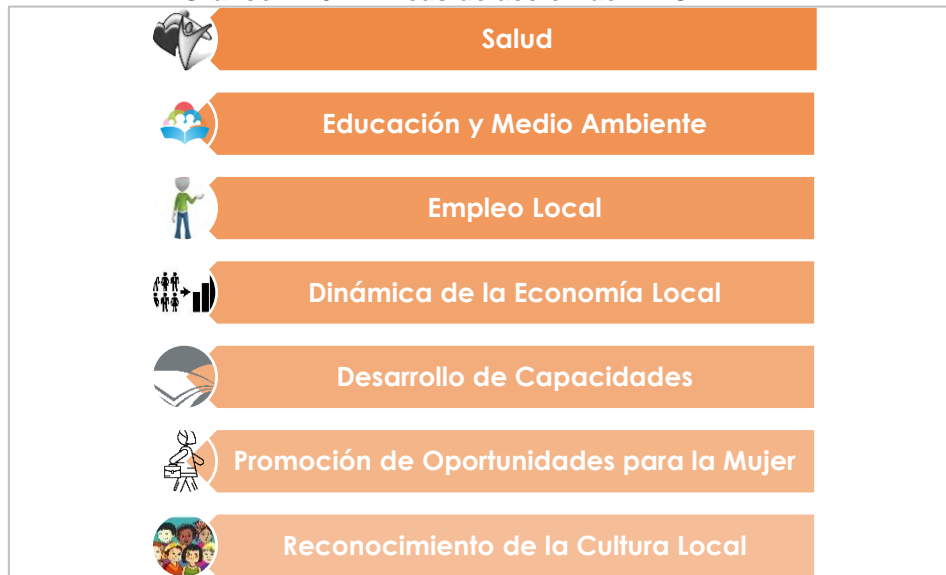 Salud
Educación y Medio Ambiente
Empleo Local
Dinámica de la Economía Local
Desarrollo de Capacidades
Promoción de Oportunidades para la Mujer
Reconocimiento de la Cultura Local